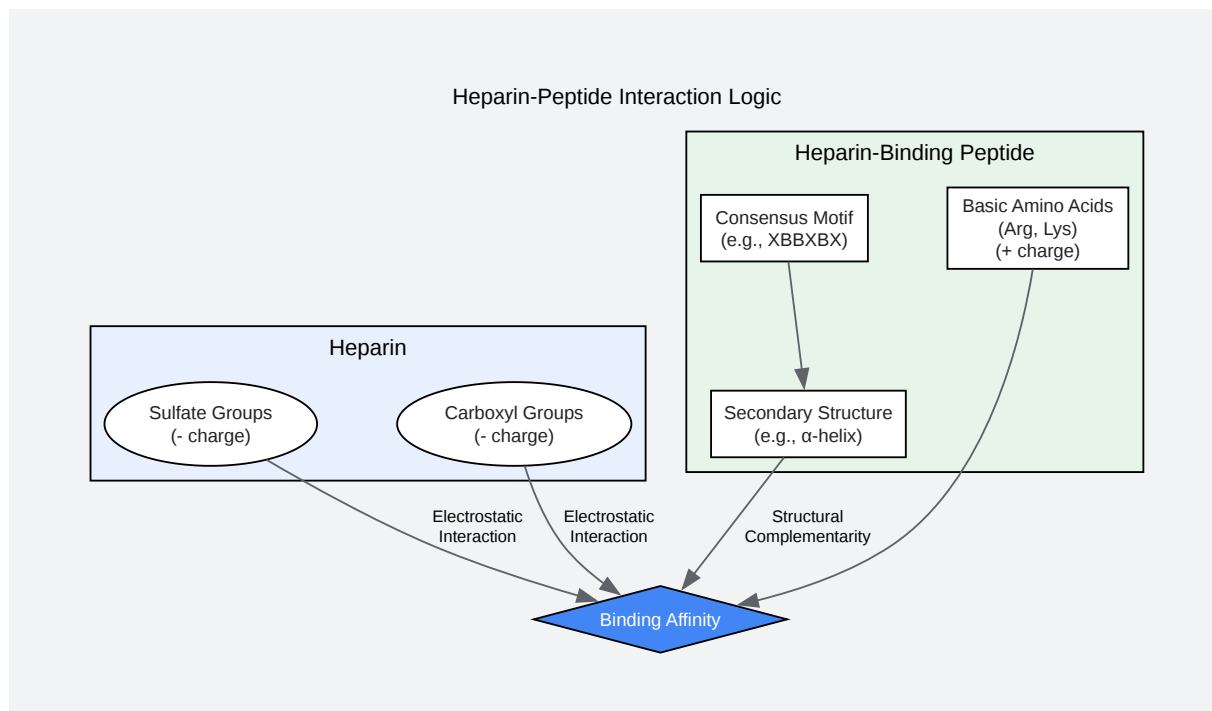 Heparin-Peptide Interaction Logic
Heparin-Binding Peptide
Consensus Motif
(e.g., XBBXBX)
Basic Amino Acids
(Arg, Lys)
(+ charge)
Heparin
Sulfate Groups
(- charge)
Carboxyl Groups
(- charge)
Secondary Structure
(e.g., α-helix)
Electrostatic
Interaction
Electrostatic
Interaction
Structural
Complementarity
Binding Affinity